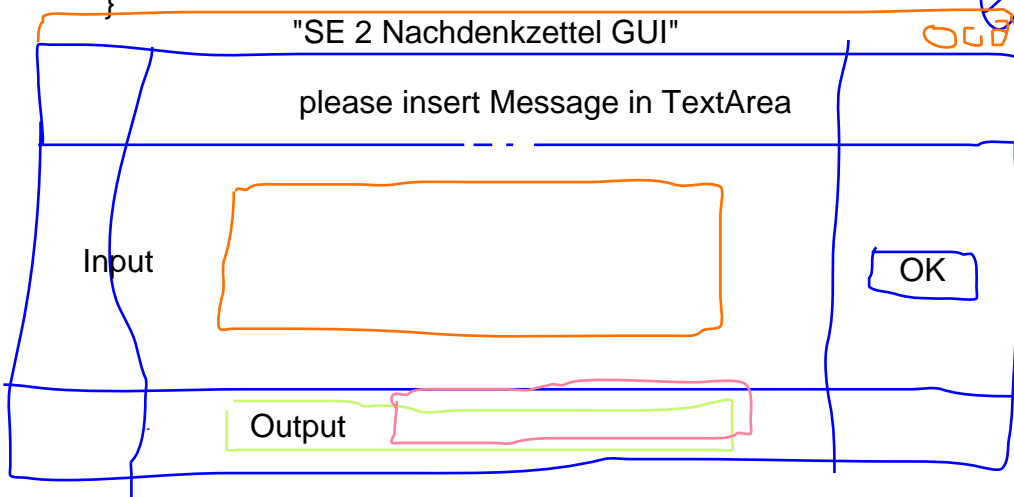 }
"SE 2 Nachdenkzettel GUI"
please insert Message in TextArea
Input
OK
Output